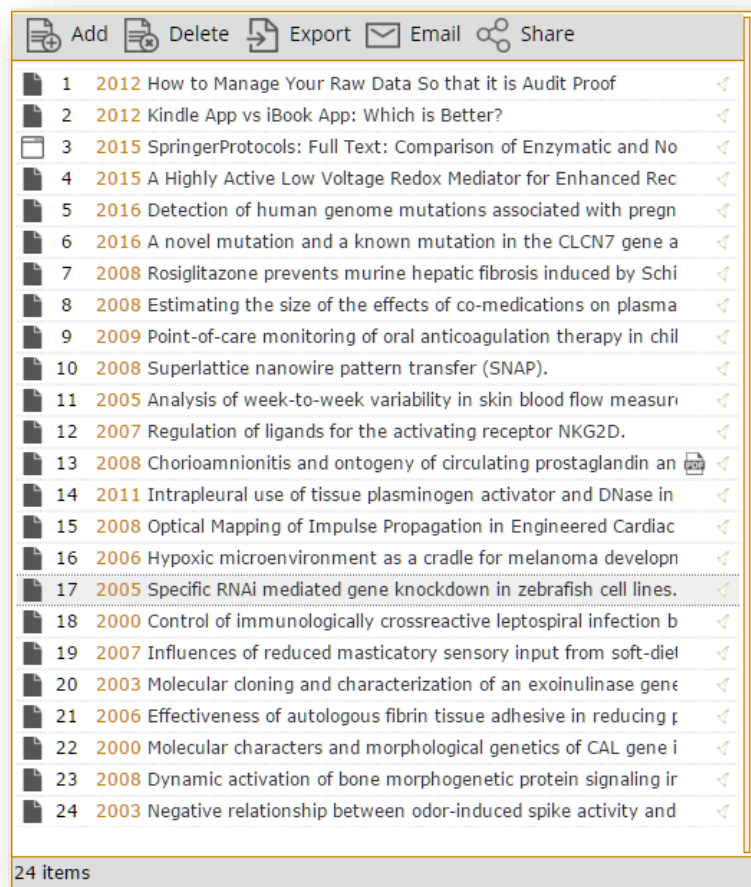 Add Delete Export Email Share
1 2012 How to Manage Your Raw Data So that it is Audit Proof
2 2012 Kindle App vs iBook App: Which is Better?
3 2015 SpringerProtocols: Full Text: Comparison of Enzymatic and No
4 2015 A Highly Active Low Voltage Redox Mediator for Enhanced Rec
5 2016 Detection of human genome mutations associated with pregn
6 2016 A novel mutation and a known mutation in the CLCN7 gene a
7 2008 Rosiglitazone prevents murine hepatic fibrosis induced by Schi
8 2008 Estimating the size of the effects of co-medications on plasma
9 2009 Point-of-care monitoring of oral anticoagulation therapy in chil
10 2008 Superlattice nanowire pattern transfer (SNAP).
11 2005 Analysis of week-to-week variability in skin blood flow measur
12 2007 Regulation of ligands for the activating receptor NKG2D.
13 2008 Chorioamnionitis and ontogeny of circulating prostaglandin an PDF
14 2011 Intrapleural use of tissue plasminogen activator and DNase in
15 2008 Optical Mapping of Impulse Propagation in Engineered Cardiac
16 2006 Hypoxic microenvironment as a cradle for melanoma develop
17 2005 Specific RNAi mediated gene knockdown in zebrafish cell lines.
18 2000 Control of immunologically crossreactive leptospiral infection b
19 2007 Influences of reduced masticatory sensory input from soft-diet
20 2003 Molecular cloning and characterization of an exoinulinase gene
21 2006 Effectiveness of autologous fibrin tissue adhesive in reducing p
22 2000 Molecular characters and morphological genetics of CAL gene i
23 2008 Dynamic activation of bone morphogenetic protein signaling in
24 2003 Negative relationship between odor-induced spike activity and
24 items